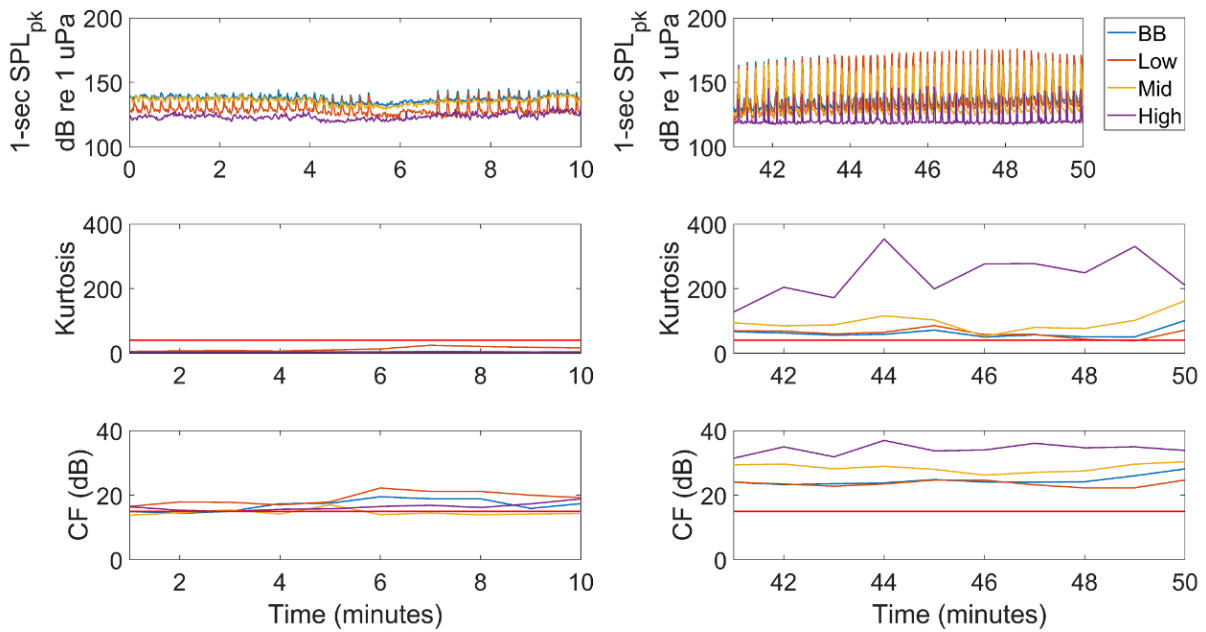 1-sec SPLpk
dB re 1 uPa
200
150
100
0 2 4 6 8 10
1-sec SPLpk
dB re 1 uPa
200
150
100
42 44 46 48 50
BB
Low
Mid
High
Kurtosis
400
200
0
2 4 6 8 10
Kurtosis
400
200
0
42 44 46 48 50
CF (dB)
40
20
0
2 4 6 8 10
Time (minutes)
CF (dB)
40
20
0
42 44 46 48 50
Time (minutes)